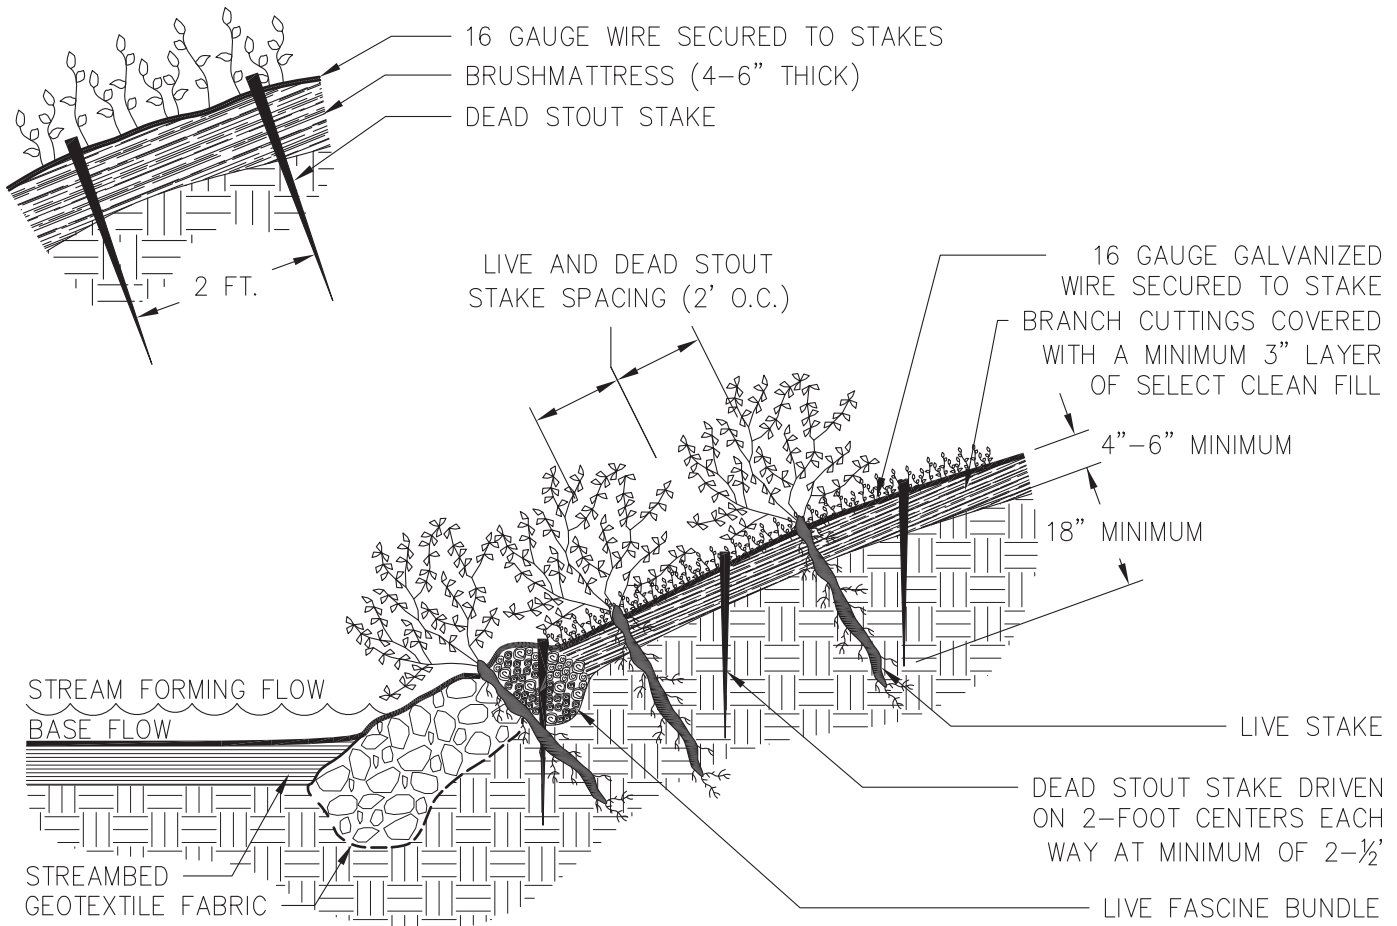 16 GAUGE WIRE SECURED TO STAKES
BRUSHMATTRESS (4-6" THICK)
DEAD STOUT STAKE
2 FT.
LIVE AND DEAD STOUT
STAKE SPACING (2' O.C.)
16 GAUGE GALVANIZED
WIRE SECURED TO STAKE
BRANCH CUTTINGS COVERED
WITH A MINIMUM 3" LAYER
OF SELECT CLEAN FILL
4"-6" MINIMUM
18" MINIMUM
STREAM FORMING FLOW
BASE FLOW
LIVE STAKE
DEAD STOUT STAKE DRIVEN
ON 2-FOOT CENTERS EACH
WAY AT MINIMUM OF 2-½'
STREAMBED
GEOTEXTILE FABRIC
LIVE FASCINE BUNDLE